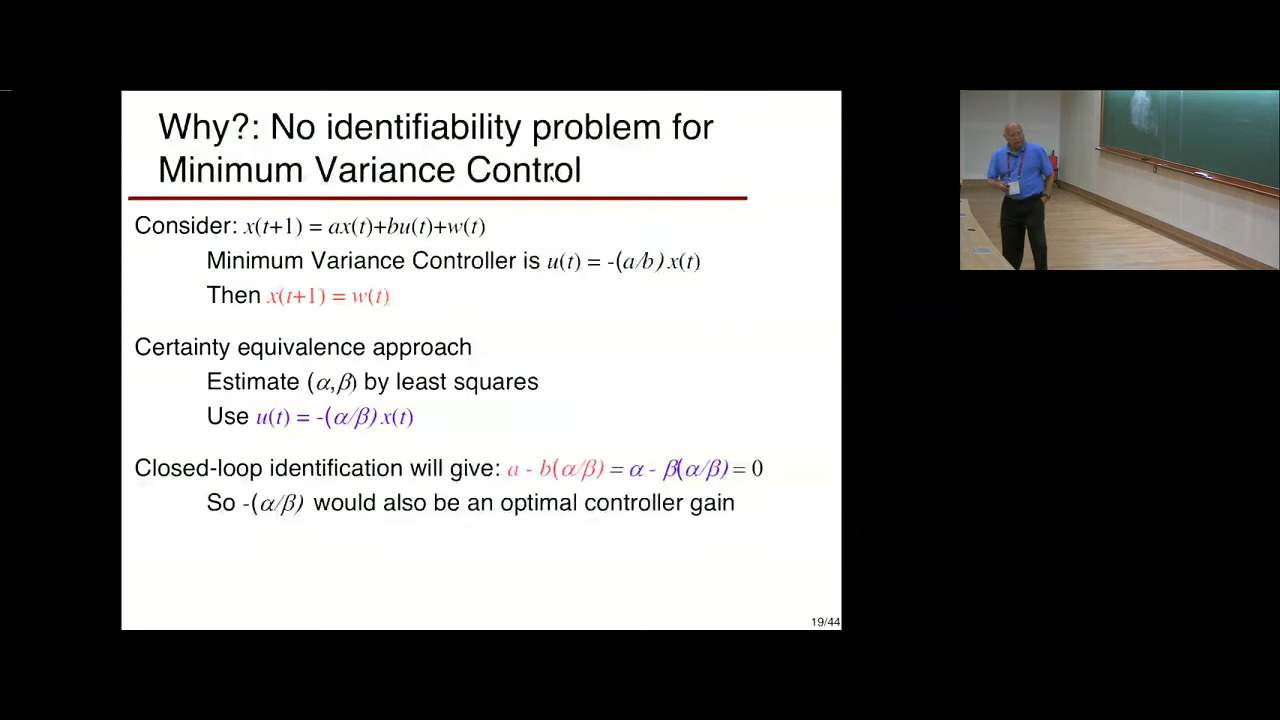 Why?: No identifiability problem for
Minimum Variance Control
Consider: x(t+1) = ax(t)+bu(t)+w(t)
Minimum Variance Controller is u(t) = -(a/b) x(t)
Then x(t+1) = w(t)
Certainty equivalence approach
Estimate (α,β) by least squares
Use u(t) = -(α/β) x(t)
Closed-loop identification will give: a - b(α/β) = α - β(α/β) = 0
So -(α/β) would also be an optimal controller gain
19/44